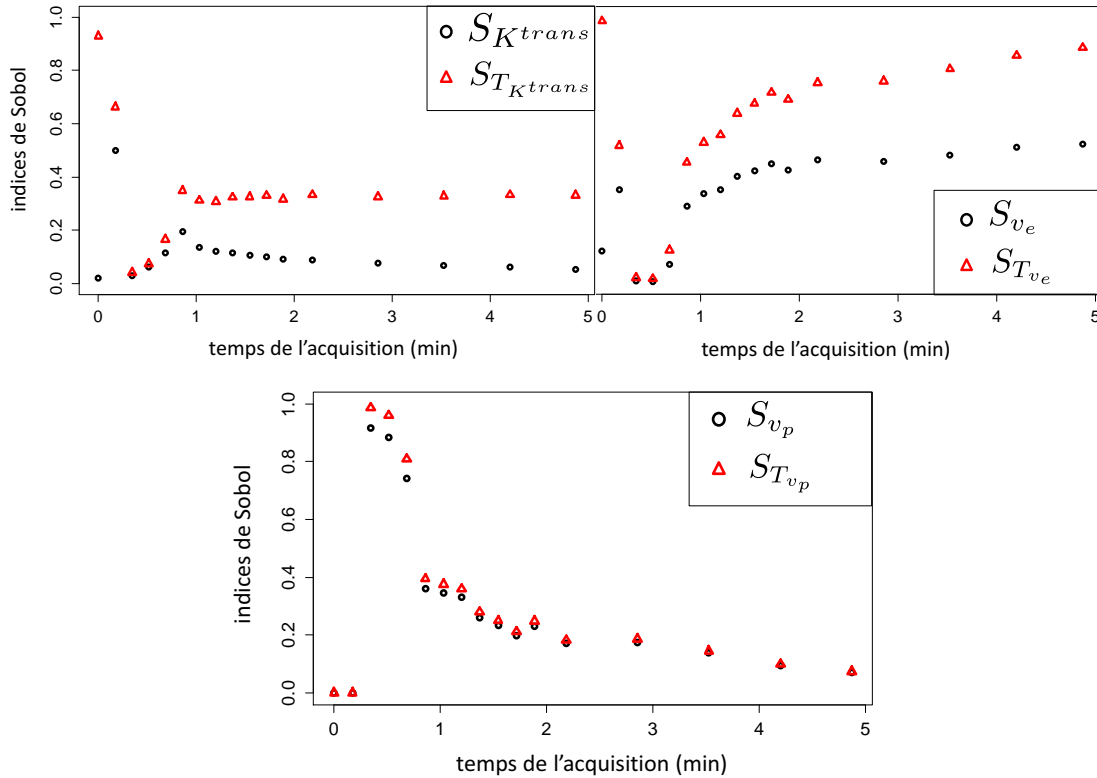 indices de Sobol
0.0 0.2 0.4 0.6 0.8 1.0
S_{K^{trans}}
S_{T_{K^{trans}}}
0 1 2 3 4 5
temps de l'acquisition (min)
S_{v_e}
S_{T_{v_e}}
0 1 2 3 4 5
temps de l'acquisition (min)
indices de Sobol
0.0 0.2 0.4 0.6 0.8 1.0
S_{v_p}
S_{T_{v_p}}
0 1 2 3 4 5
temps de l'acquisition (min)